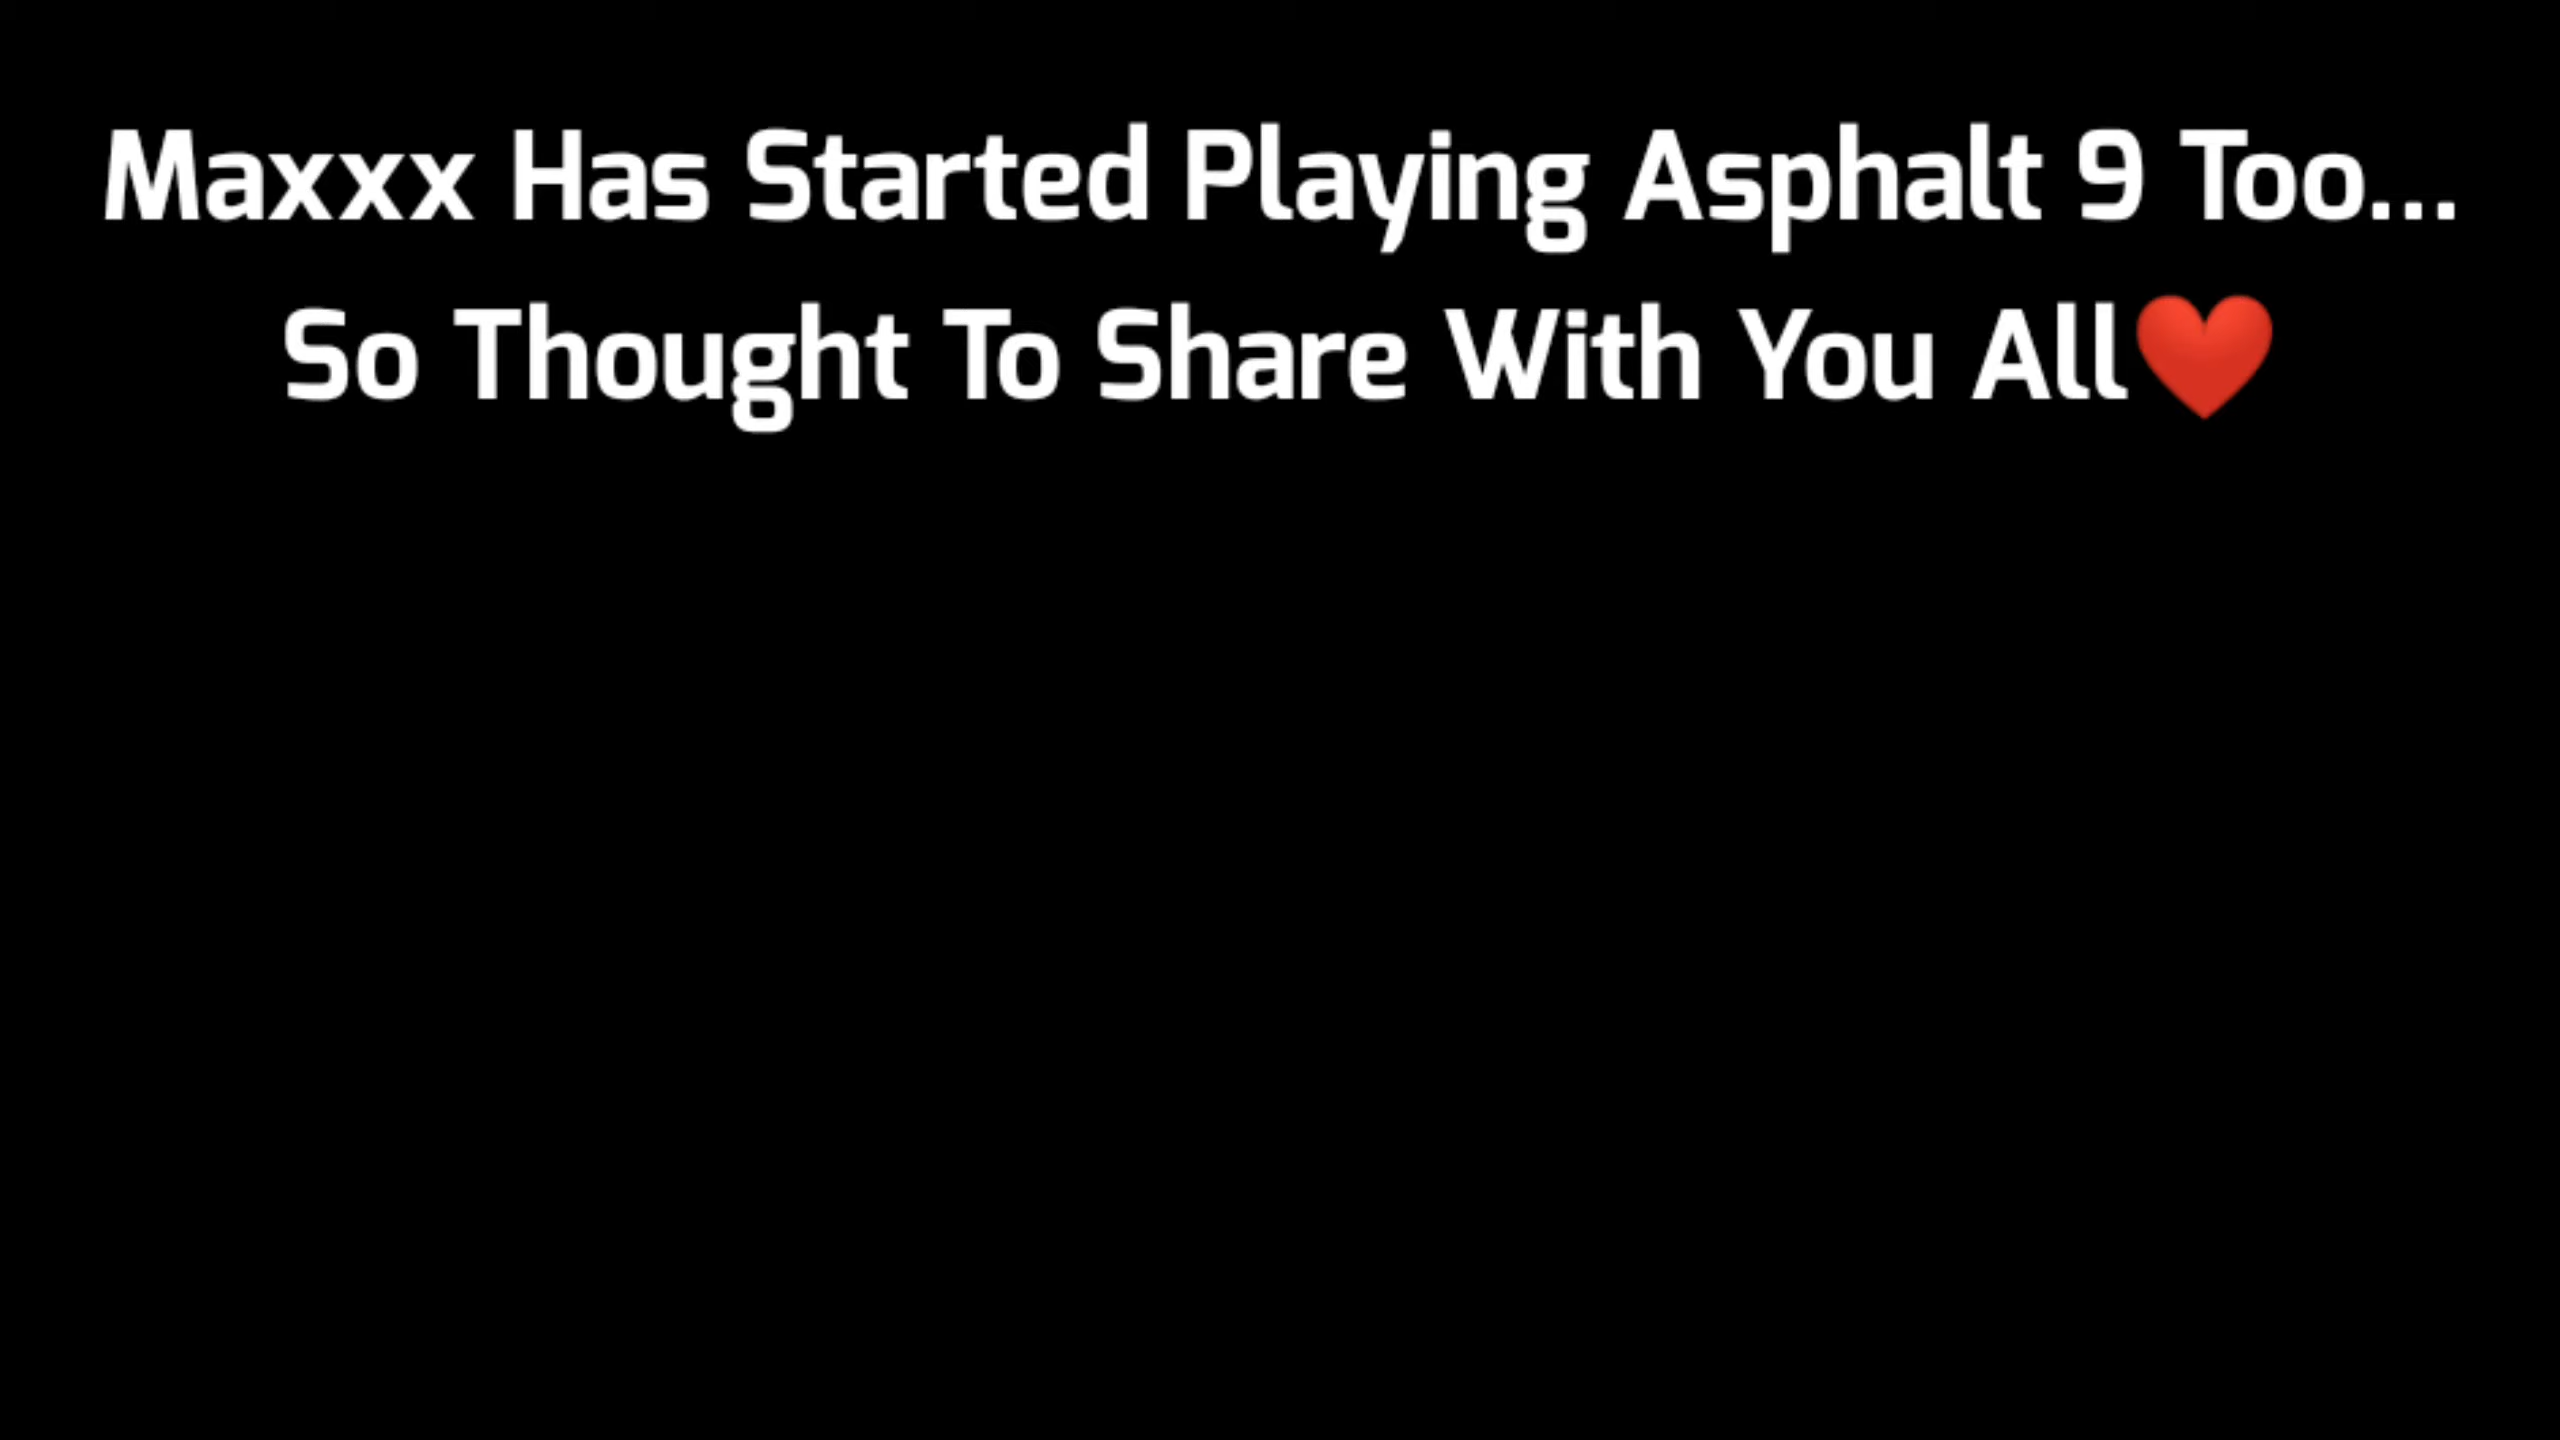 Maxxx Has Started Playing Asphalt 9 Too...
So Thought To Share With You All❤️